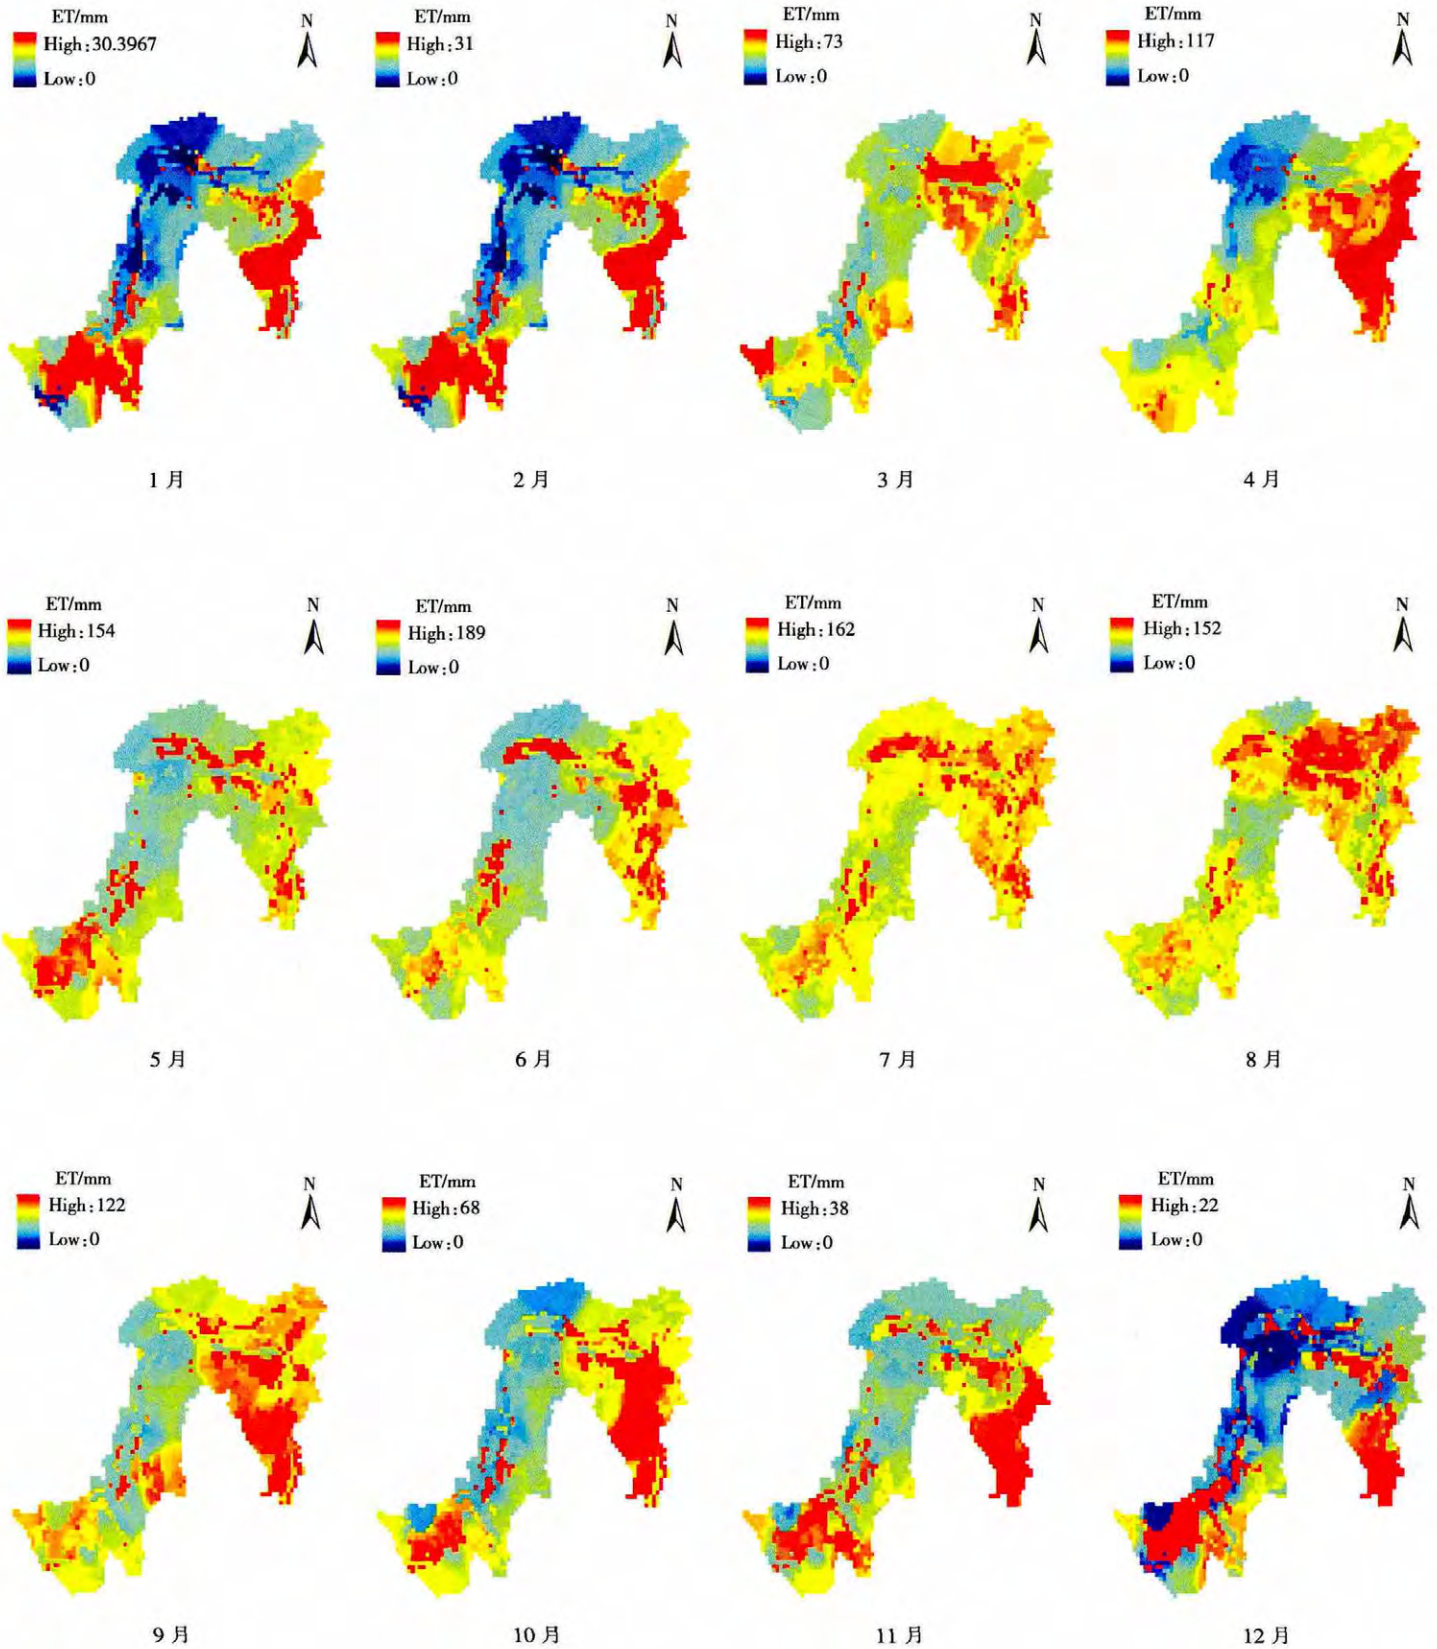 ET/mm
N
High:30.3967
Low:0
1 月
ET/mm
N
High:31
Low:0
2 月
ET/mm
N
High:73
Low:0
3 月
ET/mm
N
High:117
Low:0
4 月
ET/mm
N
High:154
Low:0
5 月
ET/mm
N
High:189
Low:0
6 月
ET/mm
N
High:162
Low:0
7 月
ET/mm
N
High:152
Low:0
8 月
ET/mm
N
High:122
Low:0
9 月
ET/mm
N
High:68
Low:0
10 月
ET/mm
N
High:38
Low:0
11 月
ET/mm
N
High:22
Low:0
12 月